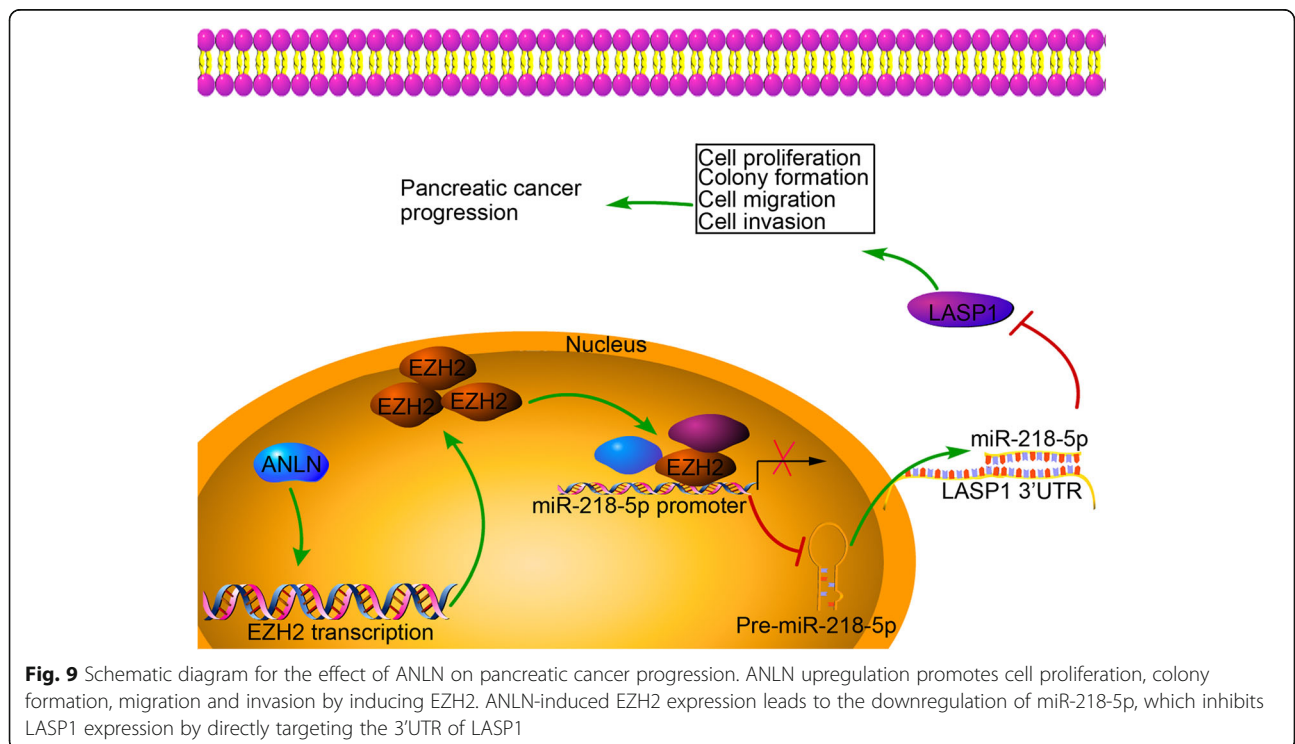 Cell proliferation
Colony formation
Cell migration
Cell invasion
Pancreatic cancer
progression
LASP1
Nucleus
EZH2
EZH2
EZH2
ANLN
EZH2
miR-218-5p
miR-218-5p promoter
LASP1 3'UTR
Pre-miR-218-5p
EZH2 transcription
Fig. 9 Schematic diagram for the effect of ANLN on pancreatic cancer progression. ANLN upregulation promotes cell proliferation, colony
formation, migration and invasion by inducing EZH2. ANLN-induced EZH2 expression leads to the downregulation of miR-218-5p, which inhibits
LASP1 expression by directly targeting the 3'UTR of LASP1